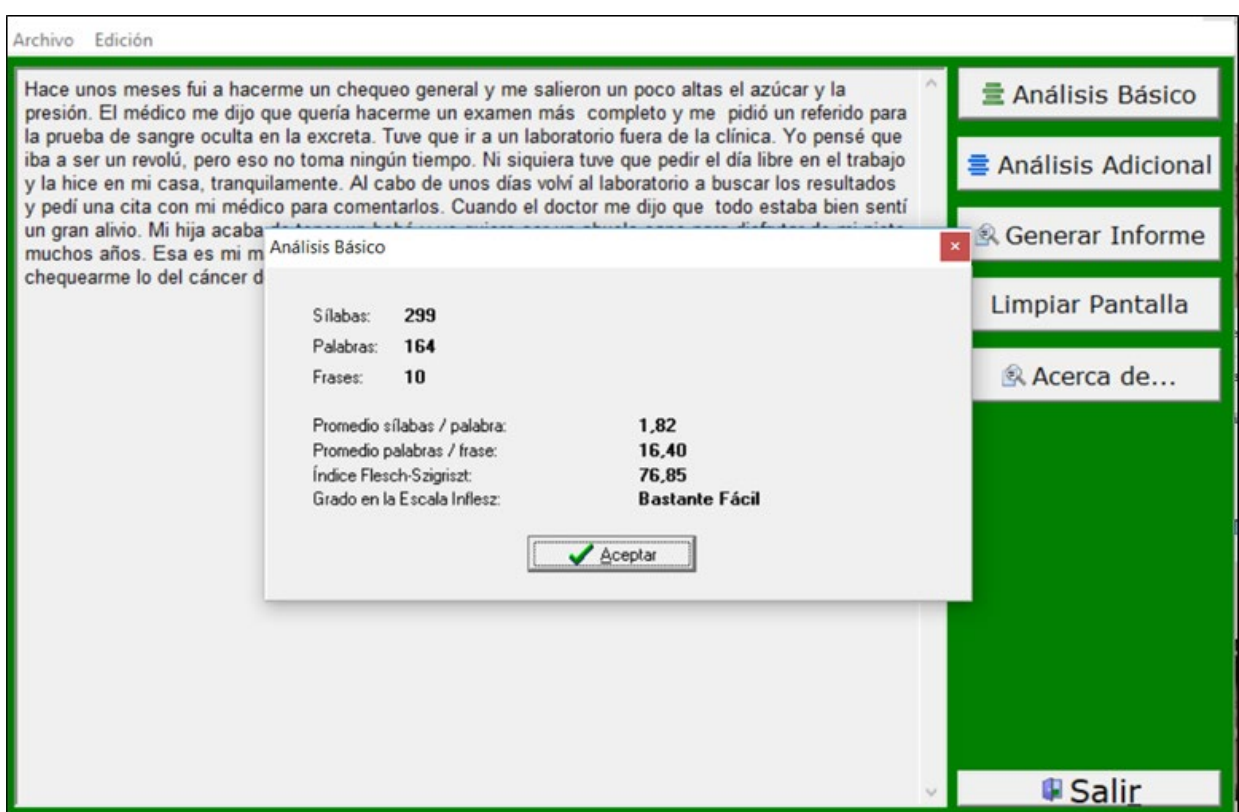 Archivo Edición
Hace unos meses fui a hacerme un chequeo general y me salieron un poco altas el azúcar y la
presión. El médico me dijo que quería hacerme un examen más completo y me pidió un referido para
la prueba de sangre oculta en la excreta. Tuve que ir a un laboratorio fuera de la clínica. Yo pensé que
iba a ser un revolú, pero eso no toma ningún tiempo. Ni siquiera tuve que pedir el día libre en el trabajo
y la hice en mi casa, tranquilamente. Al cabo de unos días volví al laboratorio a buscar los resultados
y pedí una cita con mi médico para comentarlos. Cuando el doctor me dijo que todo estaba bien sentí
un gran alivio. Mi hija acaba
muchos años. Esa es mi m
chequearme lo del cáncer d
Análisis Básico
Sílabas: 299
Palabras: 164
Frases: 10
Promedio sílabas / palabra: 1,82
Promedio palabras / frase: 16,40
Índice Flesch-Szigriszt: 76,85
Grado en la Escala Inflesz: Bastante Fácil
Aceptar
Análisis Básico
Análisis Adicional
Generar Informe
Limpiar Pantalla
Acerca de...
Salir